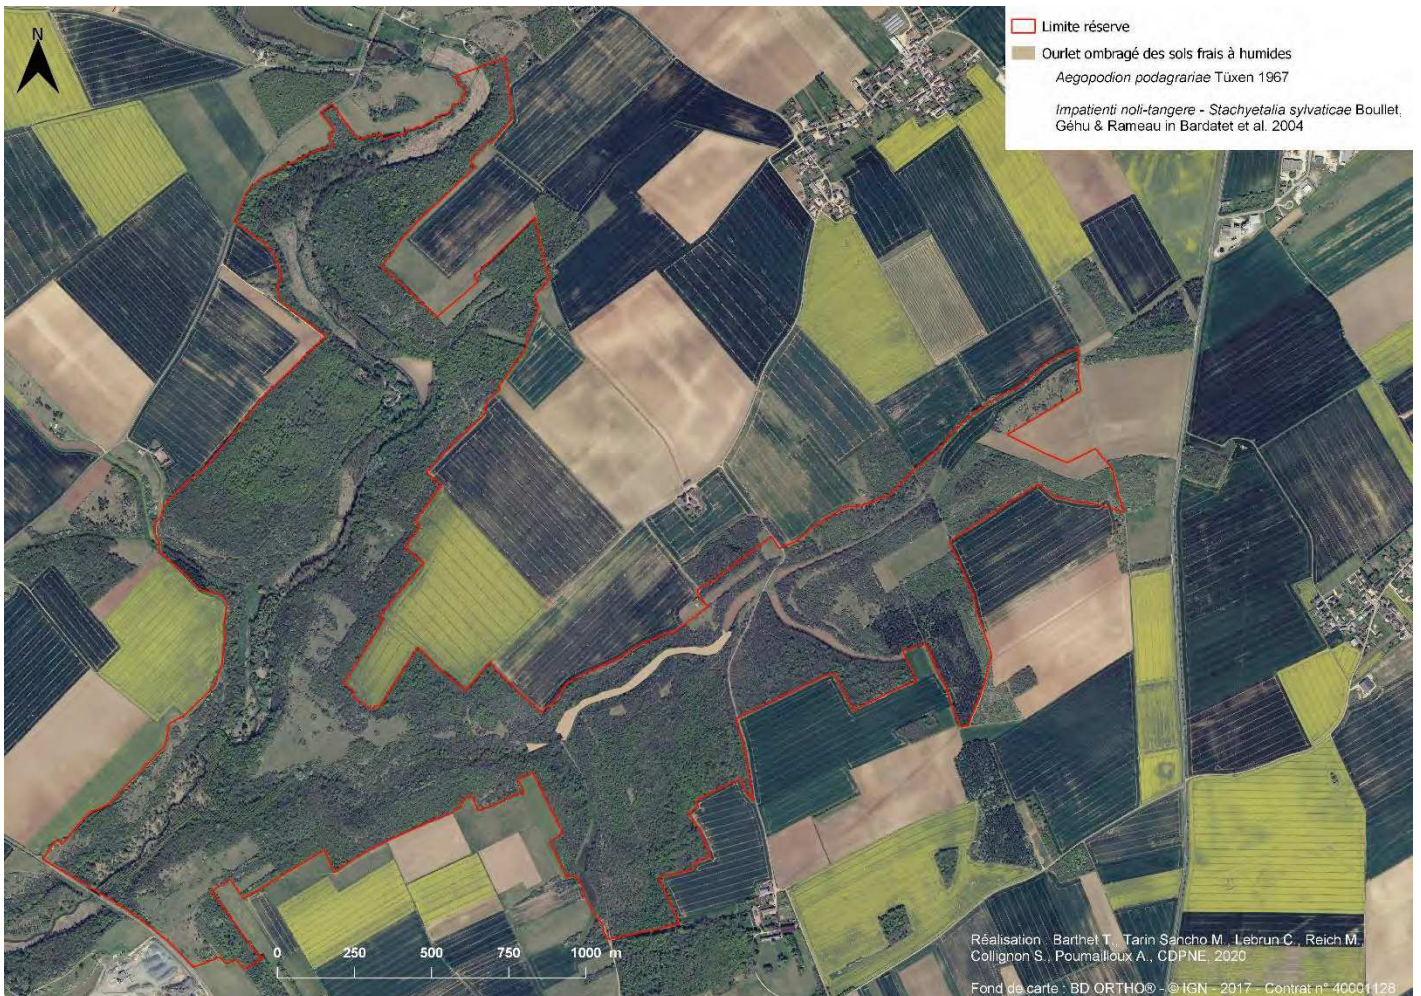 N
Limite réserve
Ourlet ombragé des sols frais à humides
Aegopodion podagrariae Tüxen 1967
Impatienti noli-tangere - Stachyetalia sylvaticae Boullet,
Géhu & Rameau in Bardatet et al. 2004
0 250 500 750 1000 m
Réalisation : Barthet T., Tarin Sancho M., Lebrun C., Reich M.,
Collignon S., Poumailloux A., CDPNE, 2020
Fond de carte : BD ORTHO® - © IGN - 2017 - Contrat n° 40001128